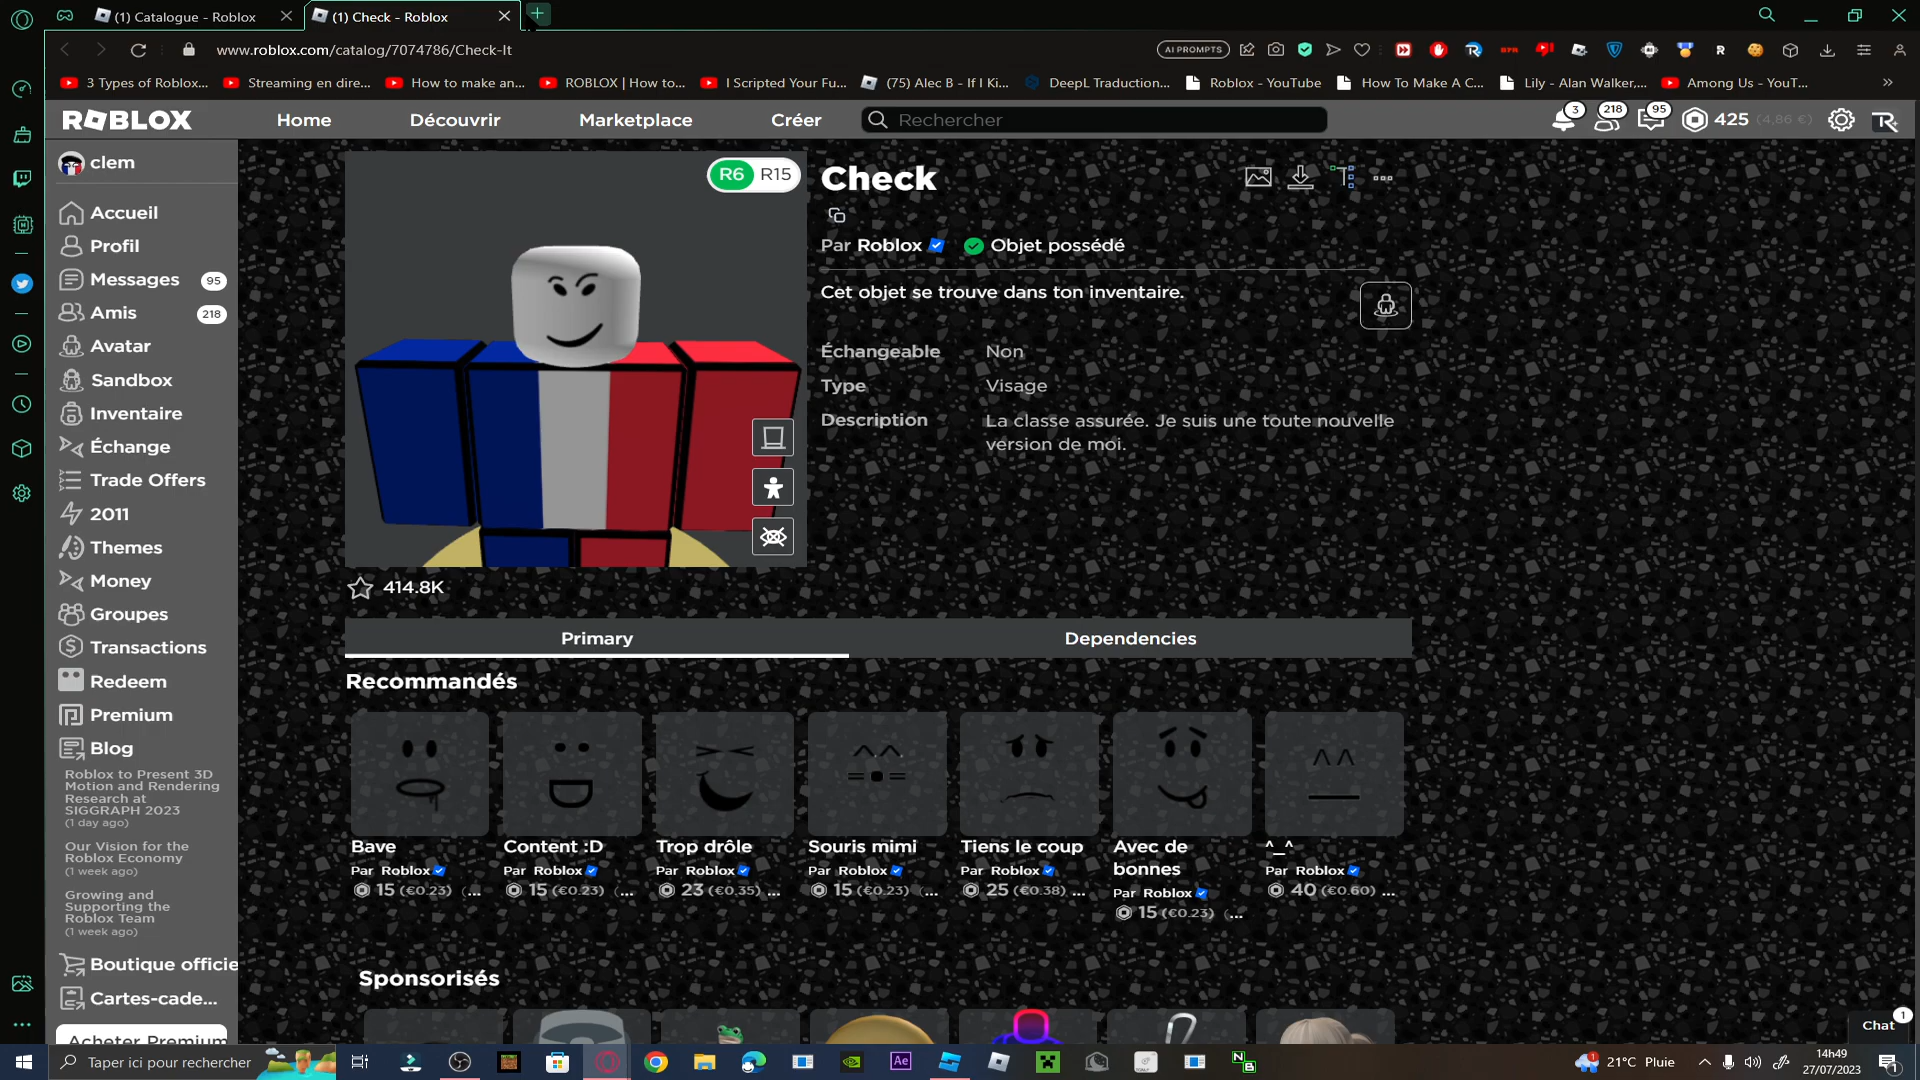 (1) Catalogue - Roblox
(1) Check - Roblox
www.roblox.com/catalog/7074786/Check-It
AI PROMPTS
3 Types of Roblox...
Streaming en dire...
How to make an...
ROBLOX | How to...
I Scripted Your Fu...
(75) Alec B - If I Ki...
DeepL Traduction...
Roblox - YouTube
How To Make A C...
Lily - Alan Walker,...
Among Us - YouT...
ROBLOX
Home
Découvrir
Marketplace
Créer
Rechercher
3
218
95
425 (4,86 €)
clem
Accueil
Profil
Messages 95
Amis 218
Avatar
Sandbox
Inventaire
Échange
Trade Offers
2011
Themes
Money
Groupes
Transactions
Redeem
Premium
Blog
Roblox to Present 3D
Motion and Rendering
Research at
SIGGRAPH 2023
(1 day ago)
Our Vision for the
Roblox Economy
(1 week ago)
Growing and
Supporting the
Roblox Team
(1 week ago)
Boutique officie
Cartes-cade...
Acheter Premium
R6 R15
414.8K
Check
Par Roblox Objet possédé
Cet objet se trouve dans ton inventaire.
Échangeable Non
Type Visage
Description La classe assurée. Je suis une toute nouvelle
version de moi.
Primary
Dependencies
Recommandés
Bave
Par Roblox
15 (€0.23) (...
Content :D
Par Roblox
15 (€0.23) (...
Trop drôle
Par Roblox
23 (€0.35) ...
Souris mimi
Par Roblox
15 (€0.23) (...
Tiens le coup
Par Roblox
25 (€0.38) ...
Avec de
bonnes
Par Roblox
15 (€0.23) (...
^_^
Par Roblox
40 (€0.60) ...
Sponsorisés
Chat 1
Taper ici pour rechercher
Ae
1
21°C Pluie
14h49
27/07/2023
1